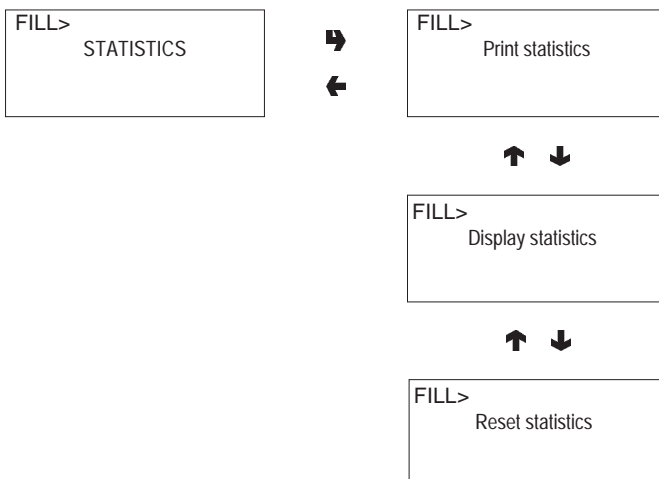 FILL>
STATISTICS
FILL>
Print statistics
FILL>
Display statistics
FILL>
Reset statistics